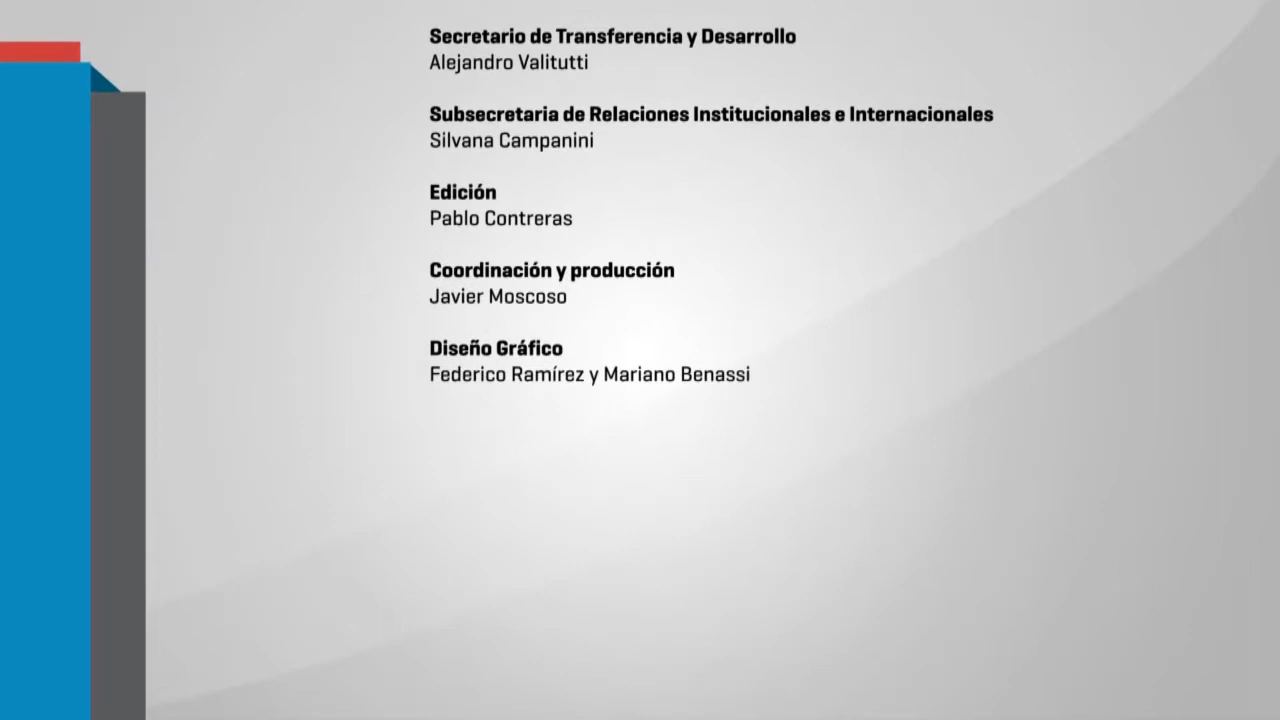 Secretario de Transferencia y Desarrollo
Alejandro Valitutti
Subsecretaria de Relaciones Institucionales e Internacionales
Silvana Campanini
Edición
Pablo Contreras
Coordinación y producción
Javier Moscoso
Diseño Gráfico
Federico Ramírez y Mariano Benassi